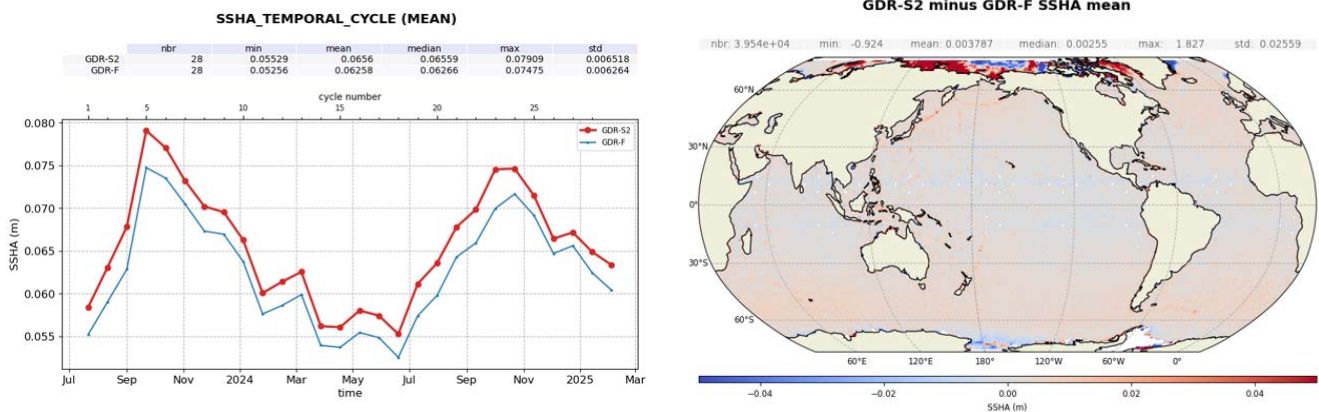 SSHA_TEMPORAL_CYCLE (MEAN)
nbr min mean median max std
GDR-S2 28 0.05529 0.0656 0.06559 0.07909 0.006518
GDR-F 28 0.05256 0.06258 0.06266 0.07475 0.006264
cycle number
1 5 10 15 20 25
GDR-S2
GDR-F
0.080
0.075
0.070
0.065
0.060
0.055
SSHA (m)
Jul Sep Nov 2024 Mar May Jul Sep Nov 2025 Mar
time
GDR-S2 minus GDR-F SSHA mean
nbr: 3.954e+04 min: -0.924 mean: 0.003787 median: 0.00255 max: 1.827 std: 0.02559
60°N
30°N
0°
30°S
60°S
60°E 120°E 180° 120°W 60°W 0°
−0.04 −0.02 0.00 0.02 0.04
SSHA (m)